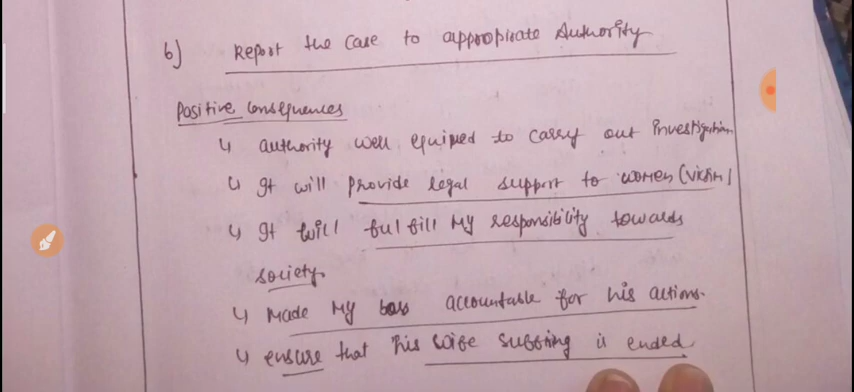 b) Report the case to appropirate Authority
Positive Consequences
↳ authority well equiped to carry out investigation
↳ It will provide legal support to women (victim)
↳ It will fulfill my responsibility towards
society.
↳ Made my boss accountable for his actions.
↳ ensure that his wife suffring is ended.